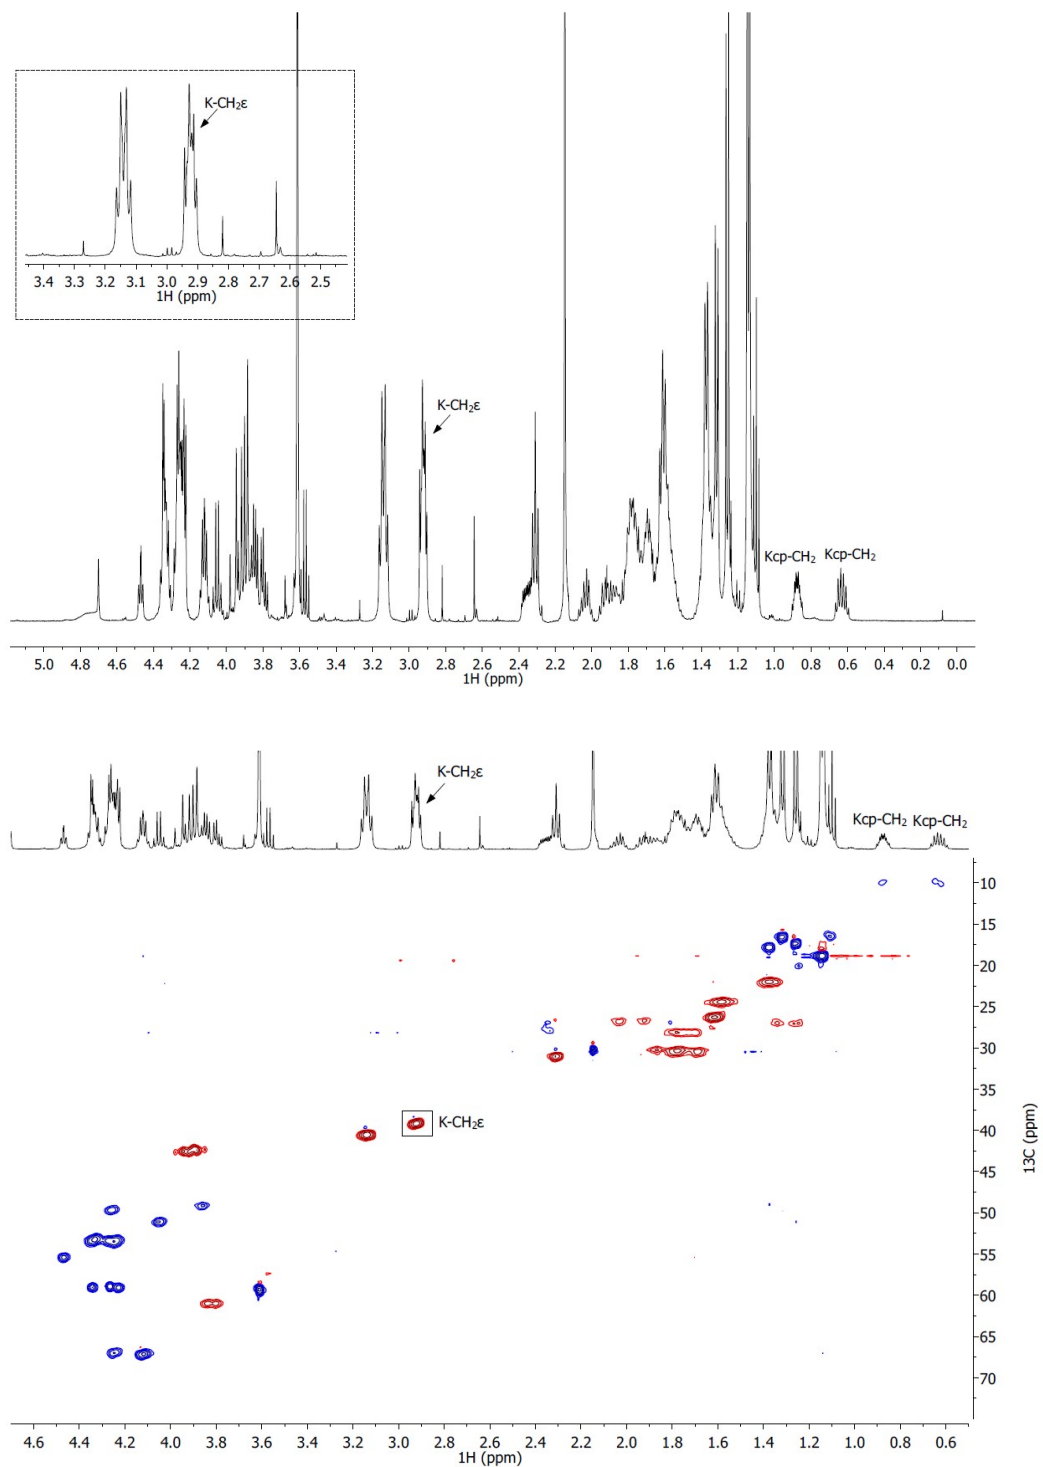 K-CH₂ε
3.4 3.3 3.2 3.1 3.0 2.9 2.8 2.7 2.6 2.5
1H (ppm)
K-CH₂ε
Kcp-CH₂ Kcp-CH₂
5.0 4.8 4.6 4.4 4.2 4.0 3.8 3.6 3.4 3.2 3.0 2.8 2.6 2.4 2.2 2.0 1.8 1.6 1.4 1.2 1.0 0.8 0.6 0.4 0.2 0.0
1H (ppm)
K-CH₂ε
Kcp-CH₂ Kcp-CH₂
10
15
20
25
30
35
K-CH₂ε
40
45
50
55
60
65
70
13C (ppm)
4.6 4.4 4.2 4.0 3.8 3.6 3.4 3.2 3.0 2.8 2.6 2.4 2.2 2.0 1.8 1.6 1.4 1.2 1.0 0.8 0.6
1H (ppm)